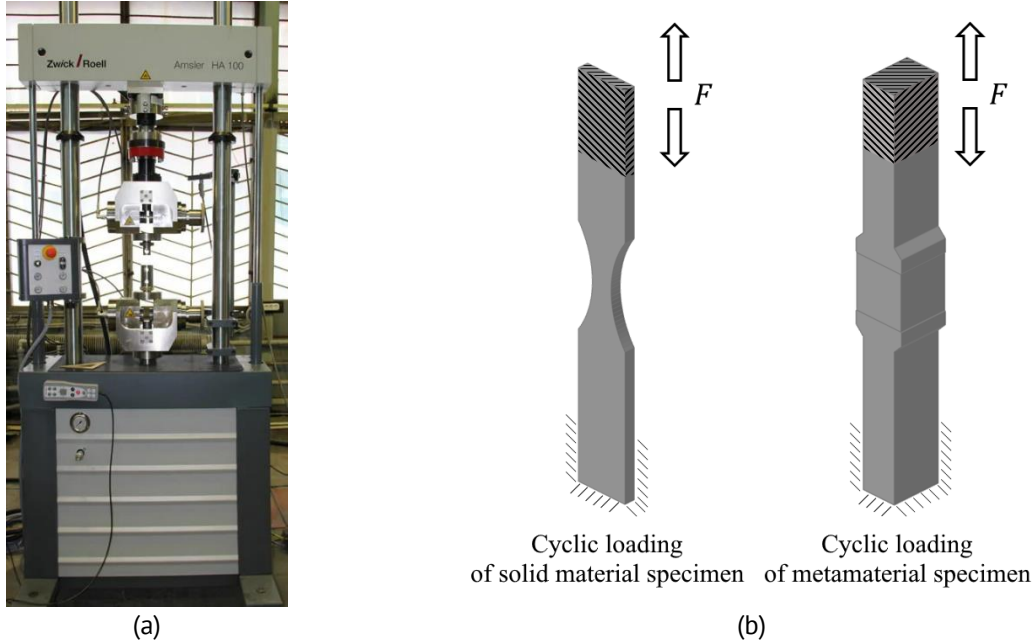 Zwick / Roell
Amsler HA 100
F
F
Cyclic loading
of solid material specimen
Cyclic loading
of metamaterial specimen
(a)
(b)